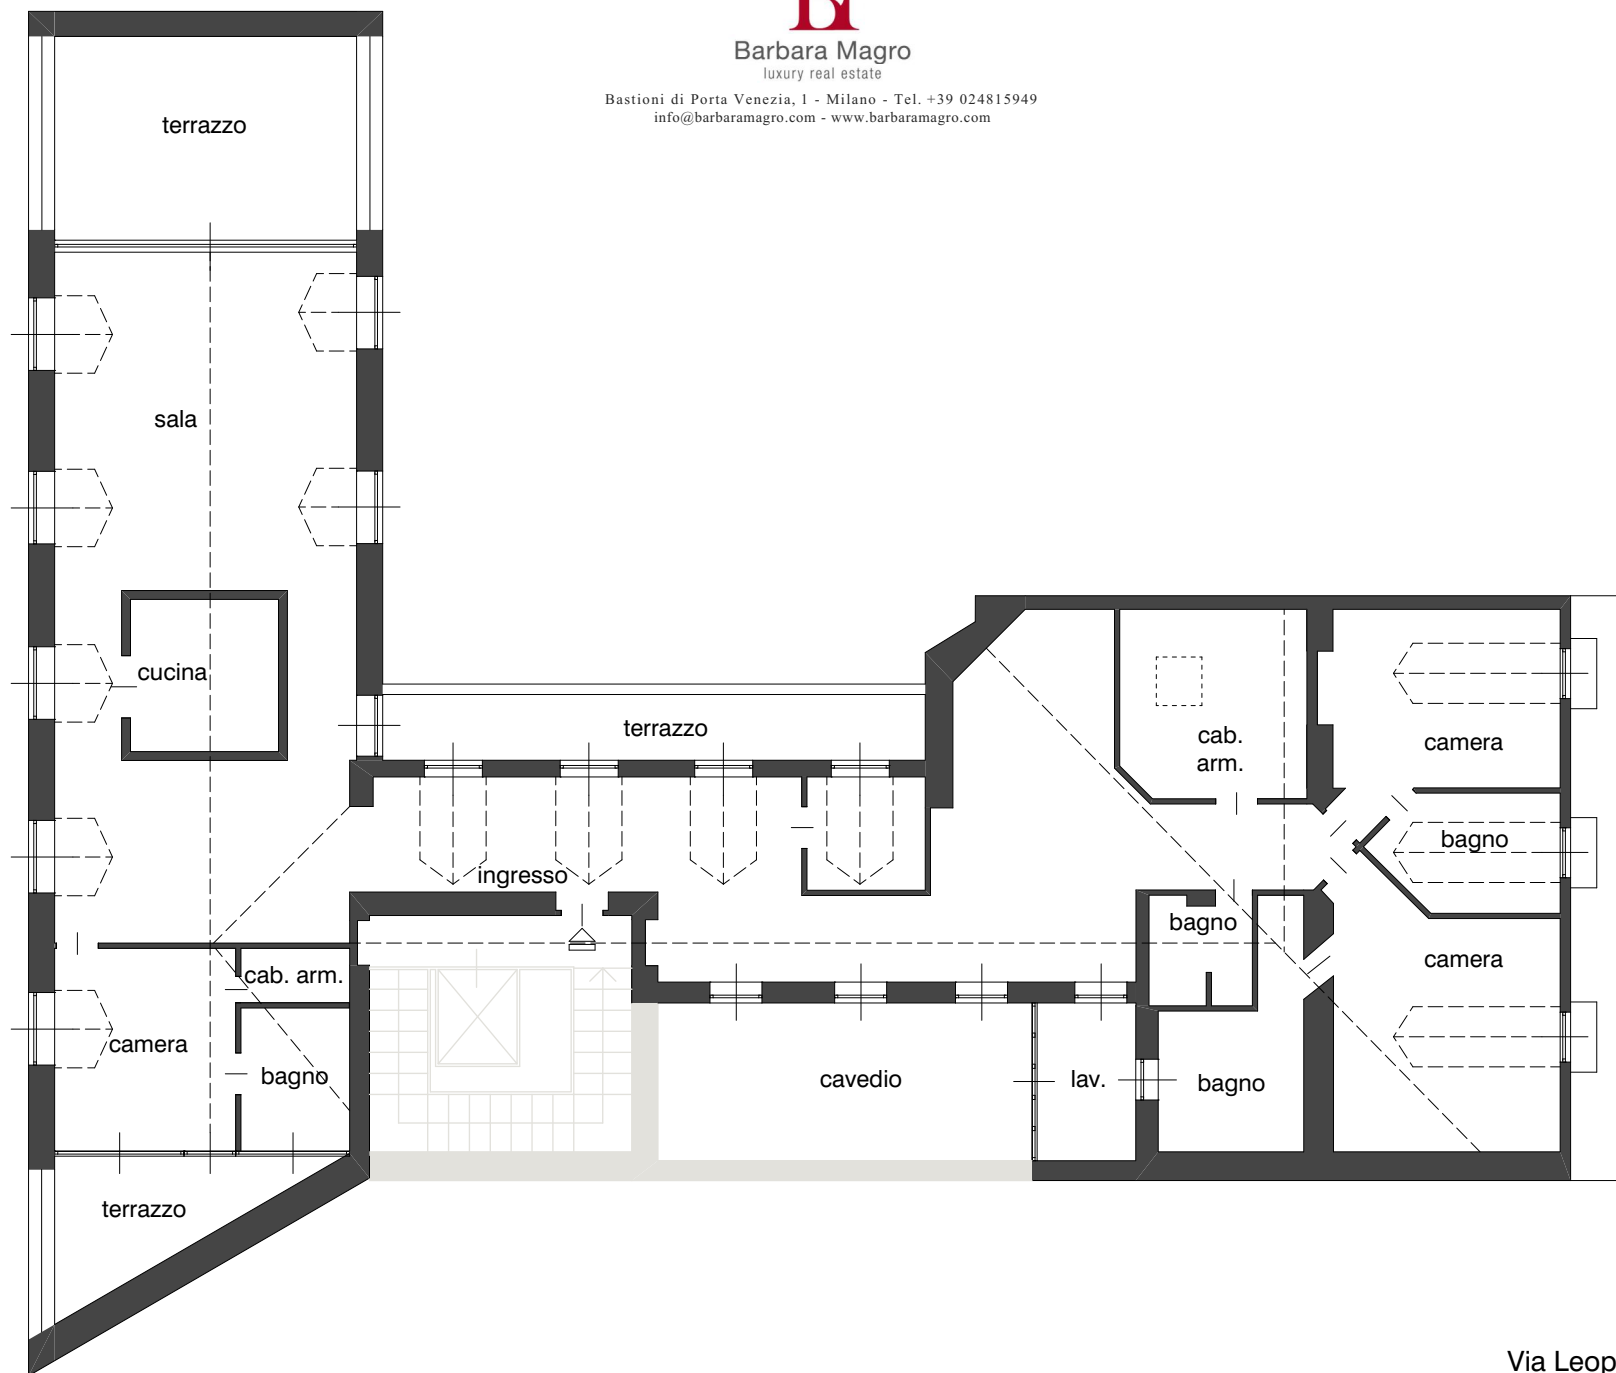 Barbara Magro
luxury real estate
Bastioni di Porta Venezia, 1 - Milano - Tel. +39 024815949
info@barbaramagro.com - www.barbaramagro.com
terrazzo
sala
cucina
terrazzo
cab.
arm.
camera
bagno
ingresso
bagno
camera
cab. arm.
camera
bagno
cavedio
lav.
bagno
terrazzo
Via Leop